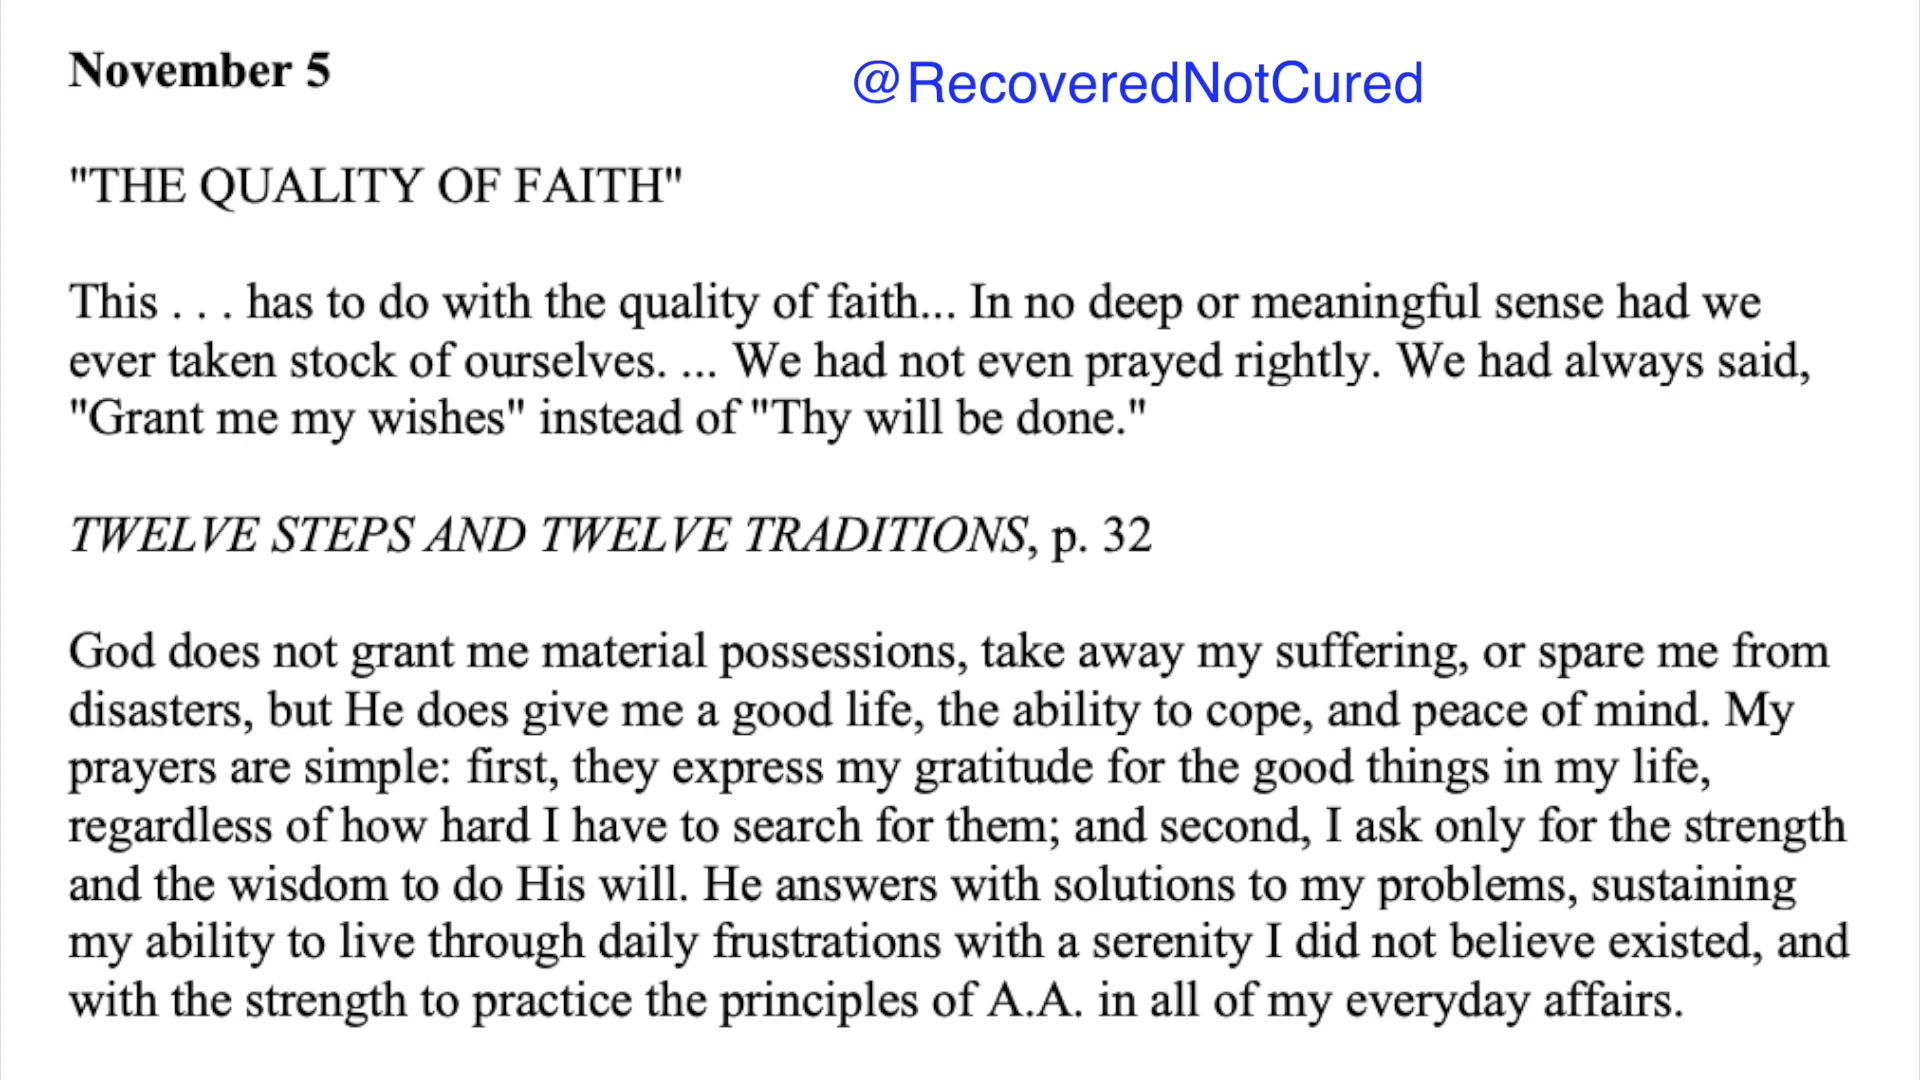 November 5
@RecoveredNotCured
"THE QUALITY OF FAITH"
This . . . has to do with the quality of faith... In no deep or meaningful sense had we
ever taken stock of ourselves. ... We had not even prayed rightly. We had always said,
"Grant me my wishes" instead of "Thy will be done."
TWELVE STEPS AND TWELVE TRADITIONS, p. 32
God does not grant me material possessions, take away my suffering, or spare me from
disasters, but He does give me a good life, the ability to cope, and peace of mind. My
prayers are simple: first, they express my gratitude for the good things in my life,
regardless of how hard I have to search for them; and second, I ask only for the strength
and the wisdom to do His will. He answers with solutions to my problems, sustaining
my ability to live through daily frustrations with a serenity I did not believe existed, and
with the strength to practice the principles of A.A. in all of my everyday affairs.